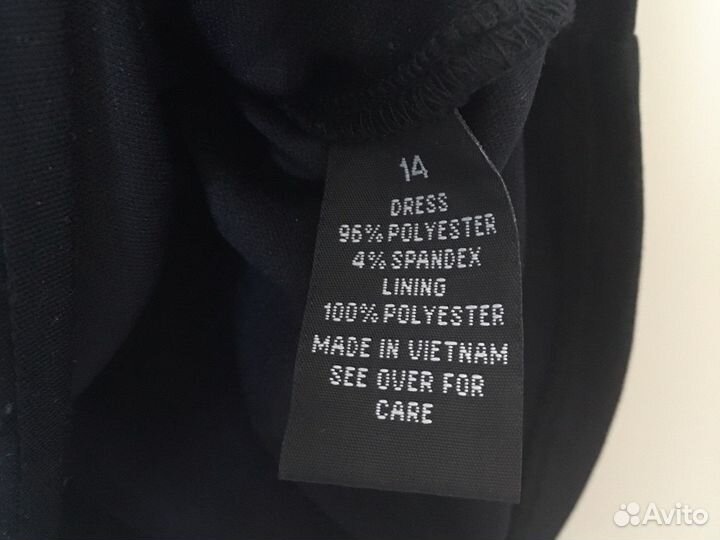 14
DRESS
96% POLYESTER
4% SPANDEX
LINING
100% POLYESTER
MADE IN VIETNAM
SEE OVER FOR
CARE
Avito